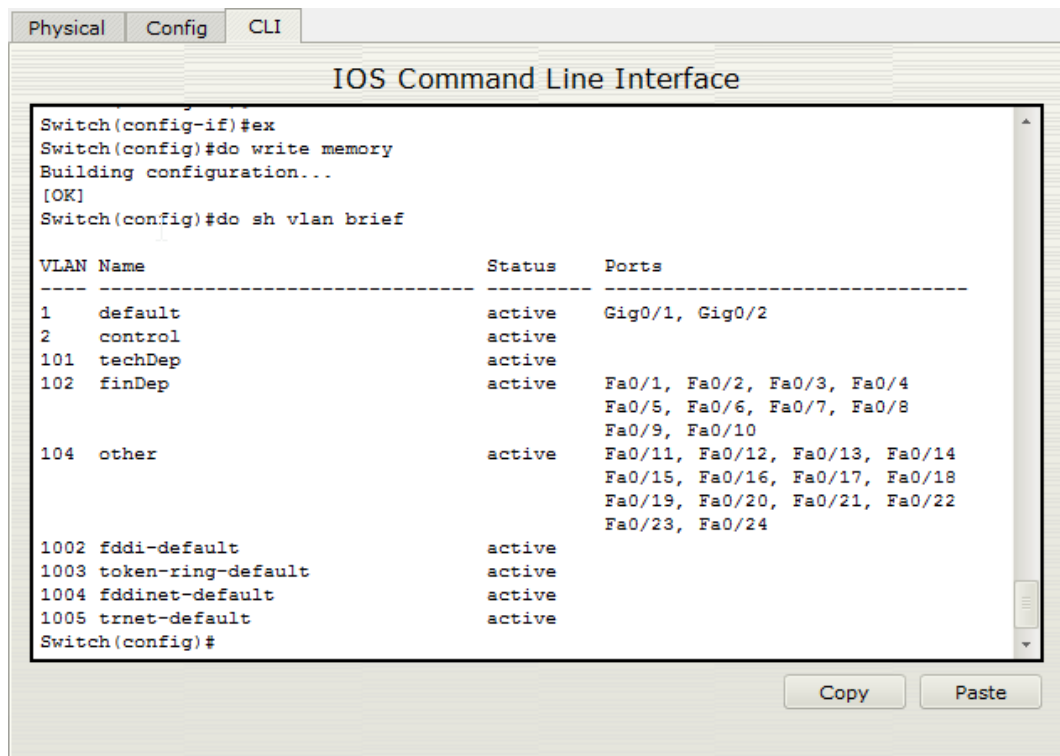 Physical Config CLI
IOS Command Line Interface
Switch(config-if)#ex
Switch(config)#do write memory
Building configuration...
[OK]
Switch(config)#do sh vlan brief
VLAN Name Status Ports
---- -------------------------------- --------- -------------------------------
1 default active Gig0/1, Gig0/2
2 control active
101 techDep active
102 finDep active Fa0/1, Fa0/2, Fa0/3, Fa0/4
Fa0/5, Fa0/6, Fa0/7, Fa0/8
Fa0/9, Fa0/10
104 other active Fa0/11, Fa0/12, Fa0/13, Fa0/14
Fa0/15, Fa0/16, Fa0/17, Fa0/18
Fa0/19, Fa0/20, Fa0/21, Fa0/22
Fa0/23, Fa0/24
1002 fddi-default active
1003 token-ring-default active
1004 fddinet-default active
1005 trnet-default active
Switch(config)#
Copy Paste